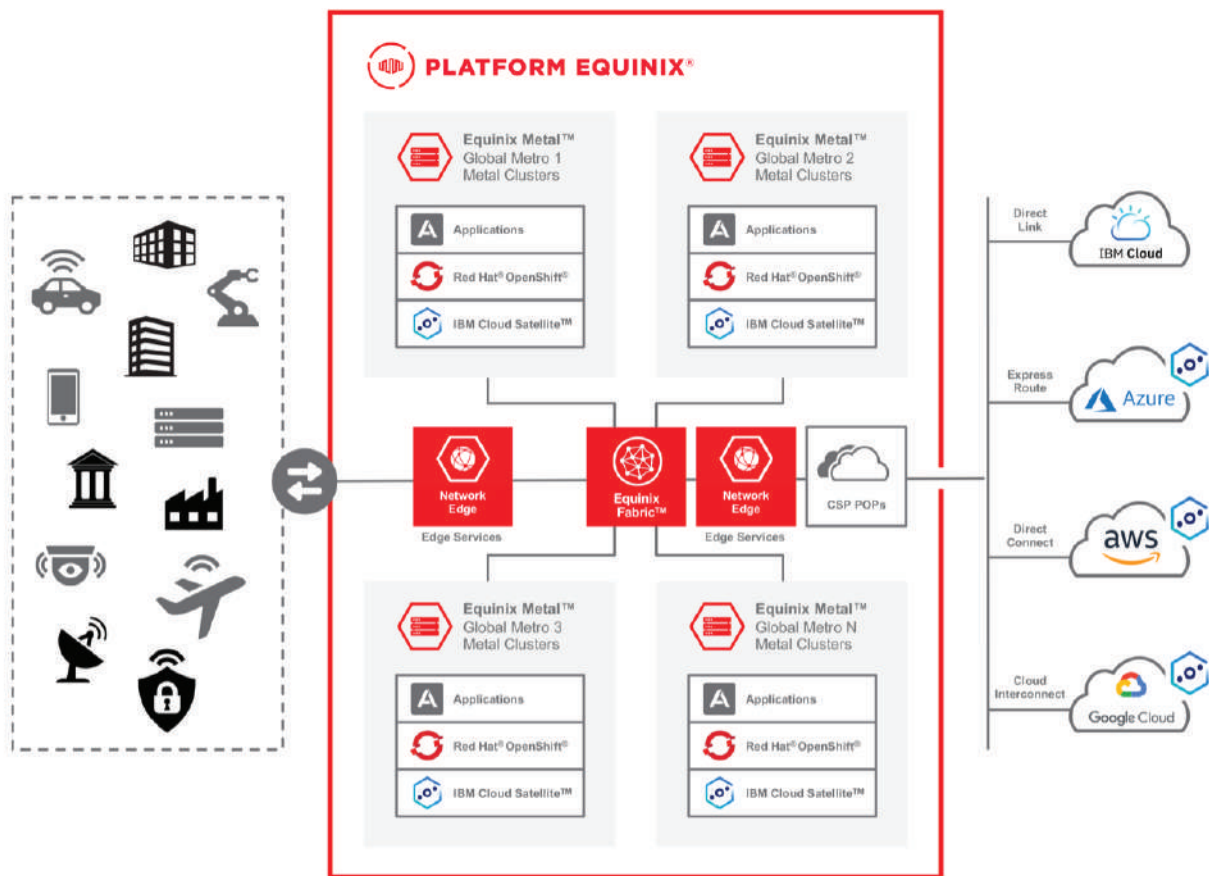 PLATFORM EQUINIX®
Equinix Metal™
Global Metro 1
Metal Clusters
Applications
Red Hat® OpenShift®
IBM Cloud Satellite™
Equinix Metal™
Global Metro 2
Metal Clusters
Applications
Red Hat® OpenShift®
IBM Cloud Satellite™
Network
Edge
Edge Services
Equinix
Fabric™
Network
Edge
Edge Services
CSP POPs
Equinix Metal™
Global Metro 3
Metal Clusters
Applications
Red Hat® OpenShift®
IBM Cloud Satellite™
Equinix Metal™
Global Metro N
Metal Clusters
Applications
Red Hat® OpenShift®
IBM Cloud Satellite™
Direct
Link
IBM Cloud
Express
Route
Azure
Direct
Connect
aws
Cloud
Interconnect
Google Cloud